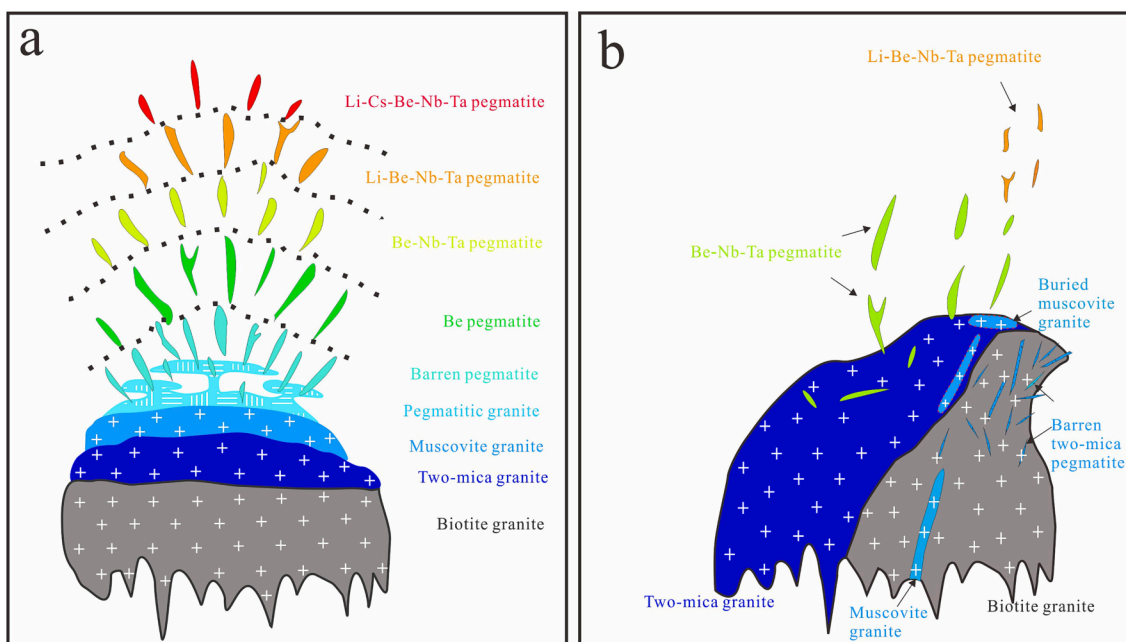 a
Li-Cs-Be-Nb-Ta pegmatite
Li-Be-Nb-Ta pegmatite
Be-Nb-Ta pegmatite
Be pegmatite
Barren pegmatite
Pegmatitic granite
Muscovite granite
Two-mica granite
Biotite granite
b
Li-Be-Nb-Ta pegmatite
Be-Nb-Ta pegmatite
Buried
muscovite
granite
Barren
two-mica
pegmatite
Two-mica granite
Muscovite
granite
Biotite granite